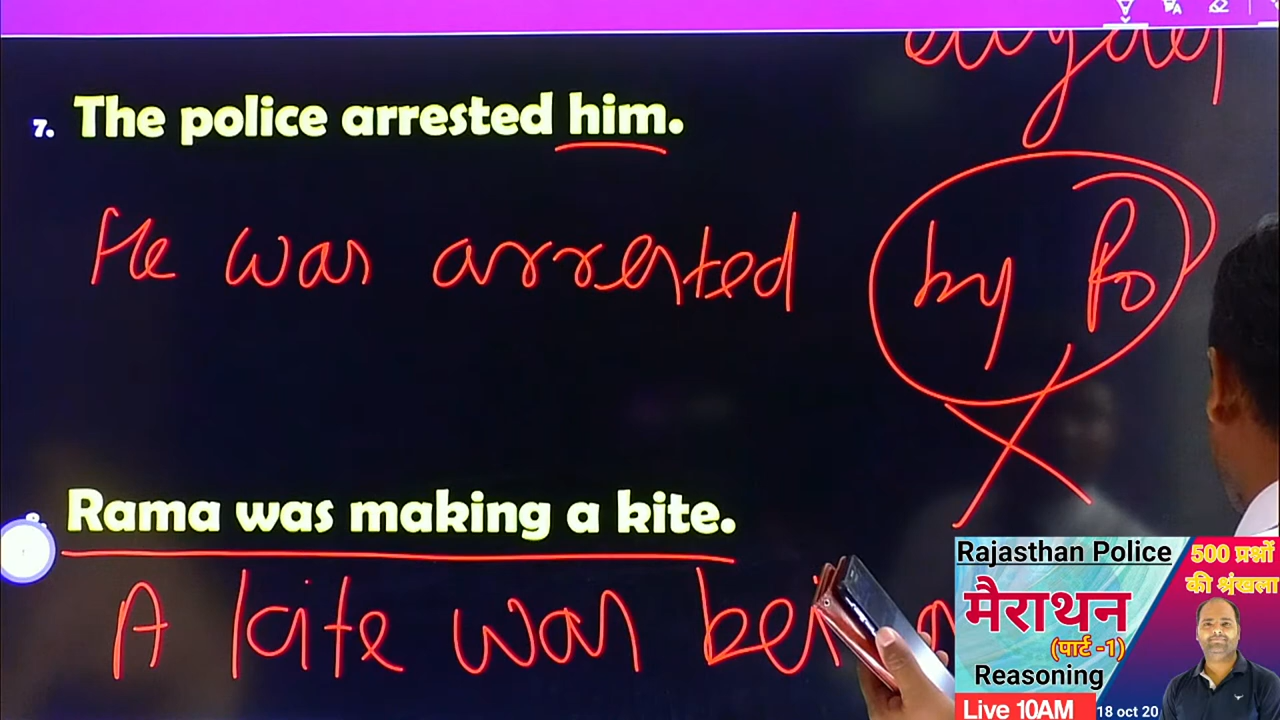 7. The police arrested him.
He was arrested by Po
Rama was making a kite.
A kite was bei
Rajasthan Police
500 प्रश्नों
की श्रृंखला
मैराथन
(पार्ट -1)
Reasoning
Live 10AM
18 oct 20